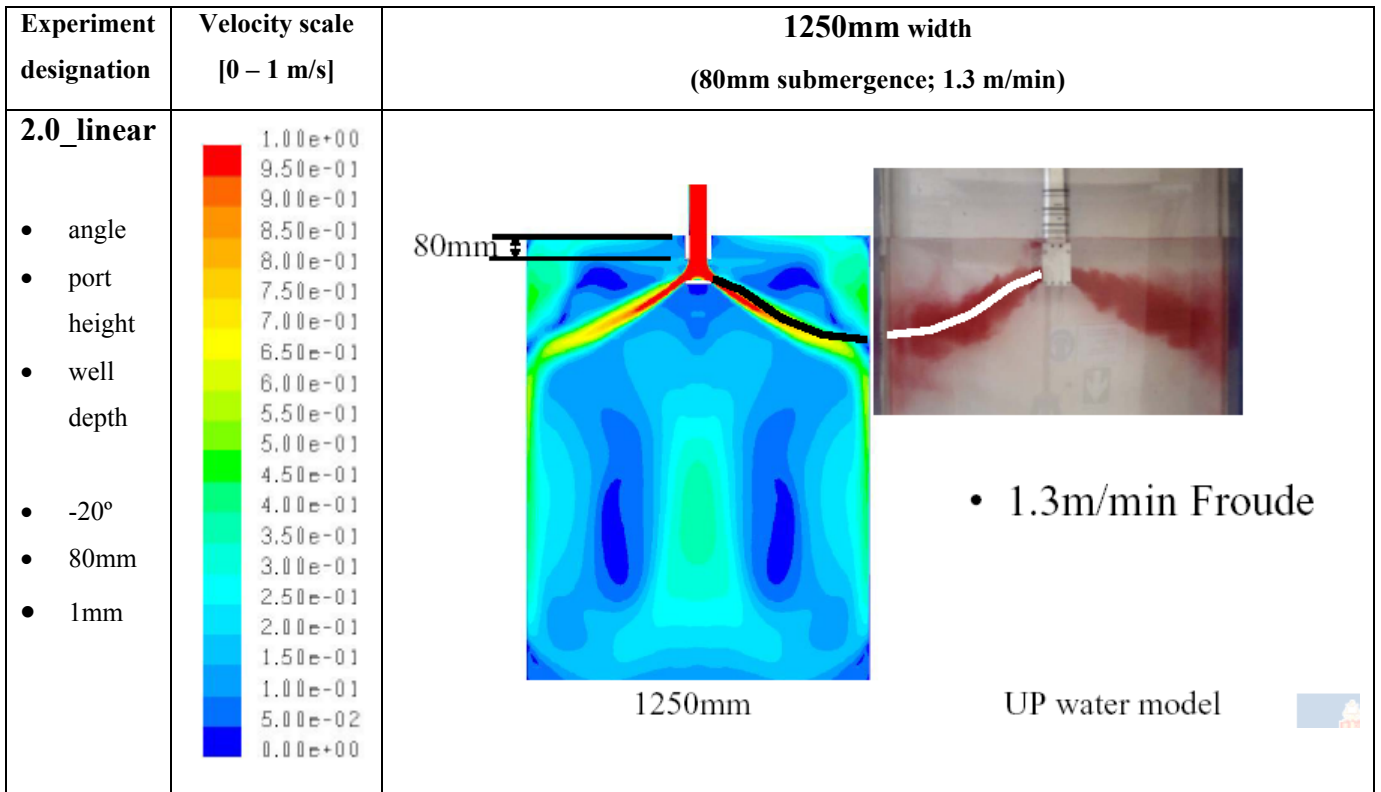 Experiment
designation
Velocity scale
[0 – 1 m/s]
1250mm width
(80mm submergence; 1.3 m/min)
2.0_linear
• angle
• port
height
• well
depth
• -20º
• 80mm
• 1mm
1.00e+00
9.50e-01
9.00e-01
8.50e-01
8.00e-01
7.50e-01
7.00e-01
6.50e-01
6.00e-01
5.50e-01
5.00e-01
4.50e-01
4.00e-01
3.50e-01
3.00e-01
2.50e-01
2.00e-01
1.50e-01
1.00e-01
5.00e-02
0.00e+00
80mm
• 1.3m/min Froude
1250mm
UP water model